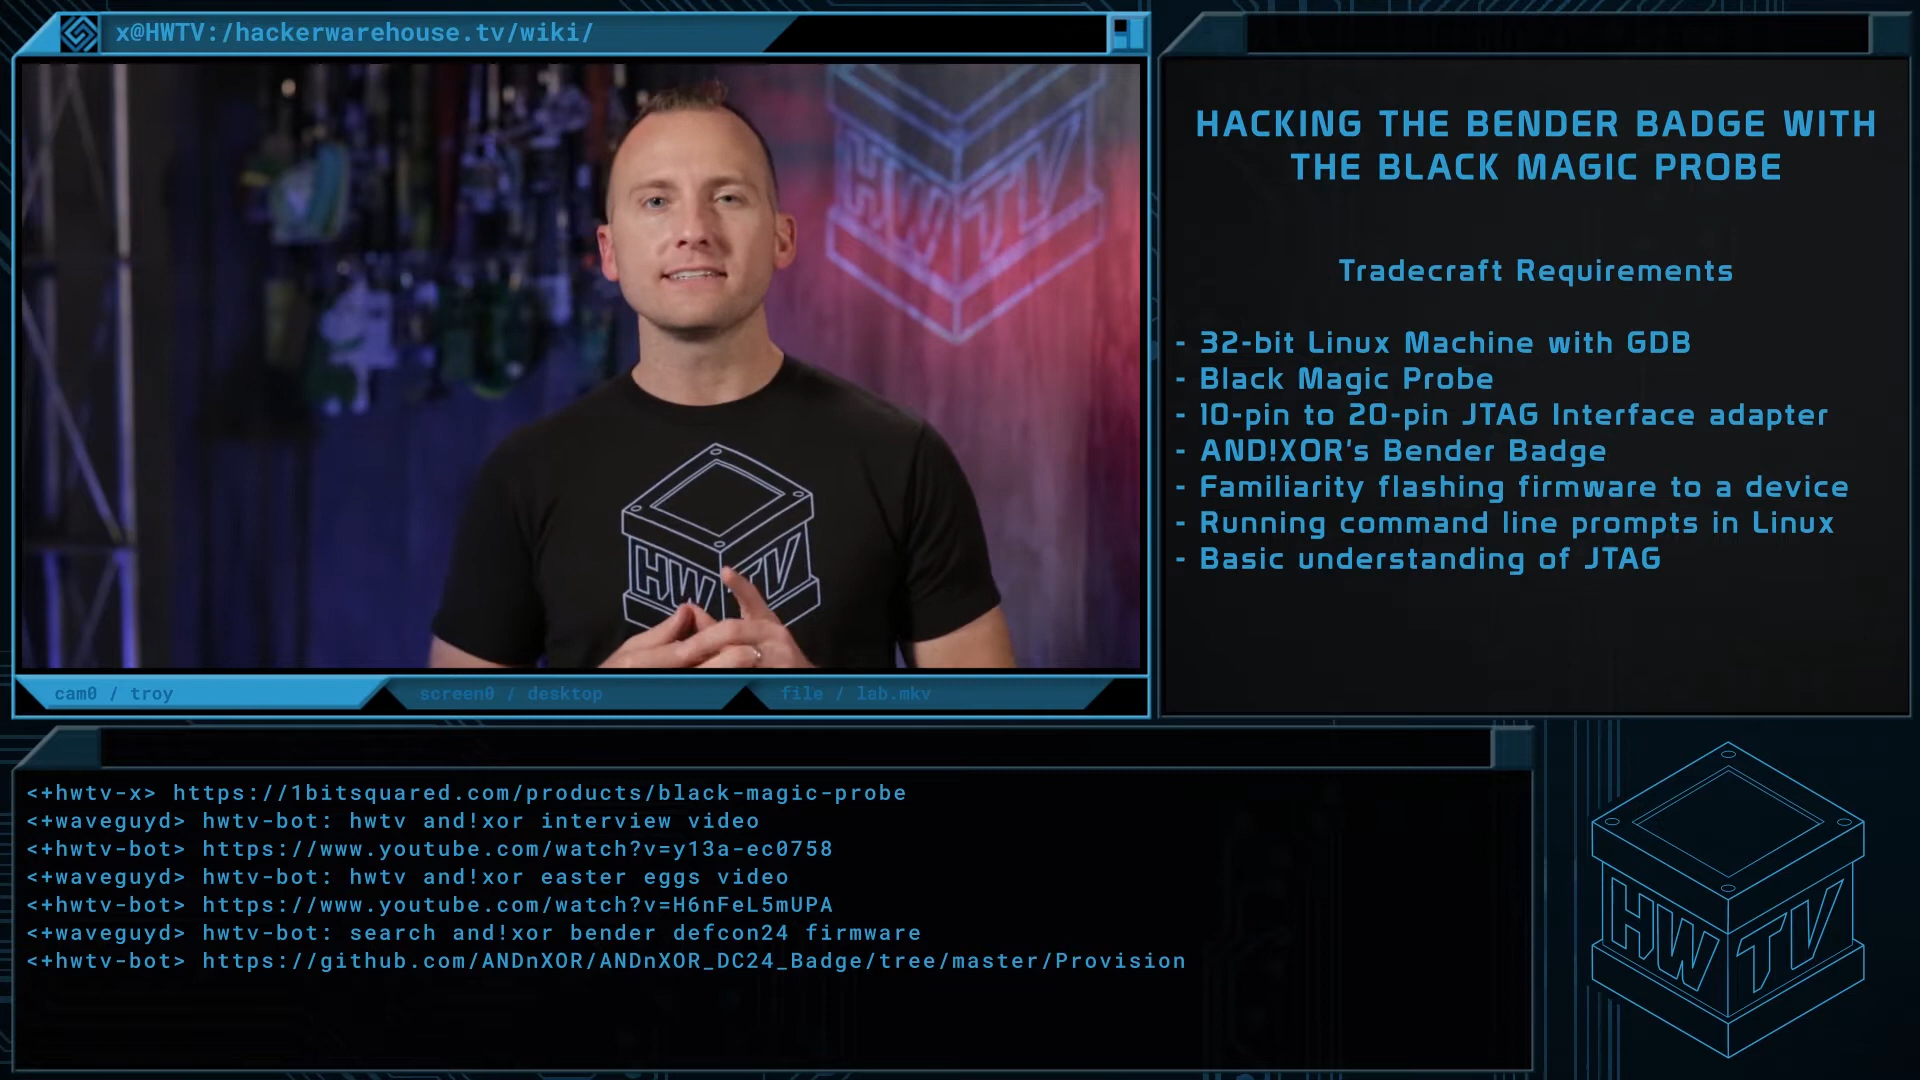 x@HWTV:/hackerwarehouse.tv/wiki/
HWTV
HWTV
cam0 / troy
screen0 / desktop
file / lab.mkv
HACKING THE BENDER BADGE WITH
THE BLACK MAGIC PROBE
Tradecraft Requirements
- 32-bit Linux Machine with GDB
- Black Magic Probe
- 10-pin to 20-pin JTAG Interface adapter
- AND!XOR's Bender Badge
- Familiarity flashing firmware to a device
- Running command line prompts in Linux
- Basic understanding of JTAG
<+hwtv-x> https://1bitsquared.com/products/black-magic-probe
<+waveguyd> hwtv-bot: hwtv and!xor interview video
<+hwtv-bot> https://www.youtube.com/watch?v=y13a-ec0758
<+waveguyd> hwtv-bot: hwtv and!xor easter eggs video
<+hwtv-bot> https://www.youtube.com/watch?v=H6nFeL5mUPA
<+waveguyd> hwtv-bot: search and!xor bender defcon24 firmware
<+hwtv-bot> https://github.com/ANDnXOR/ANDnXOR_DC24_Badge/tree/master/Provision
HWTV